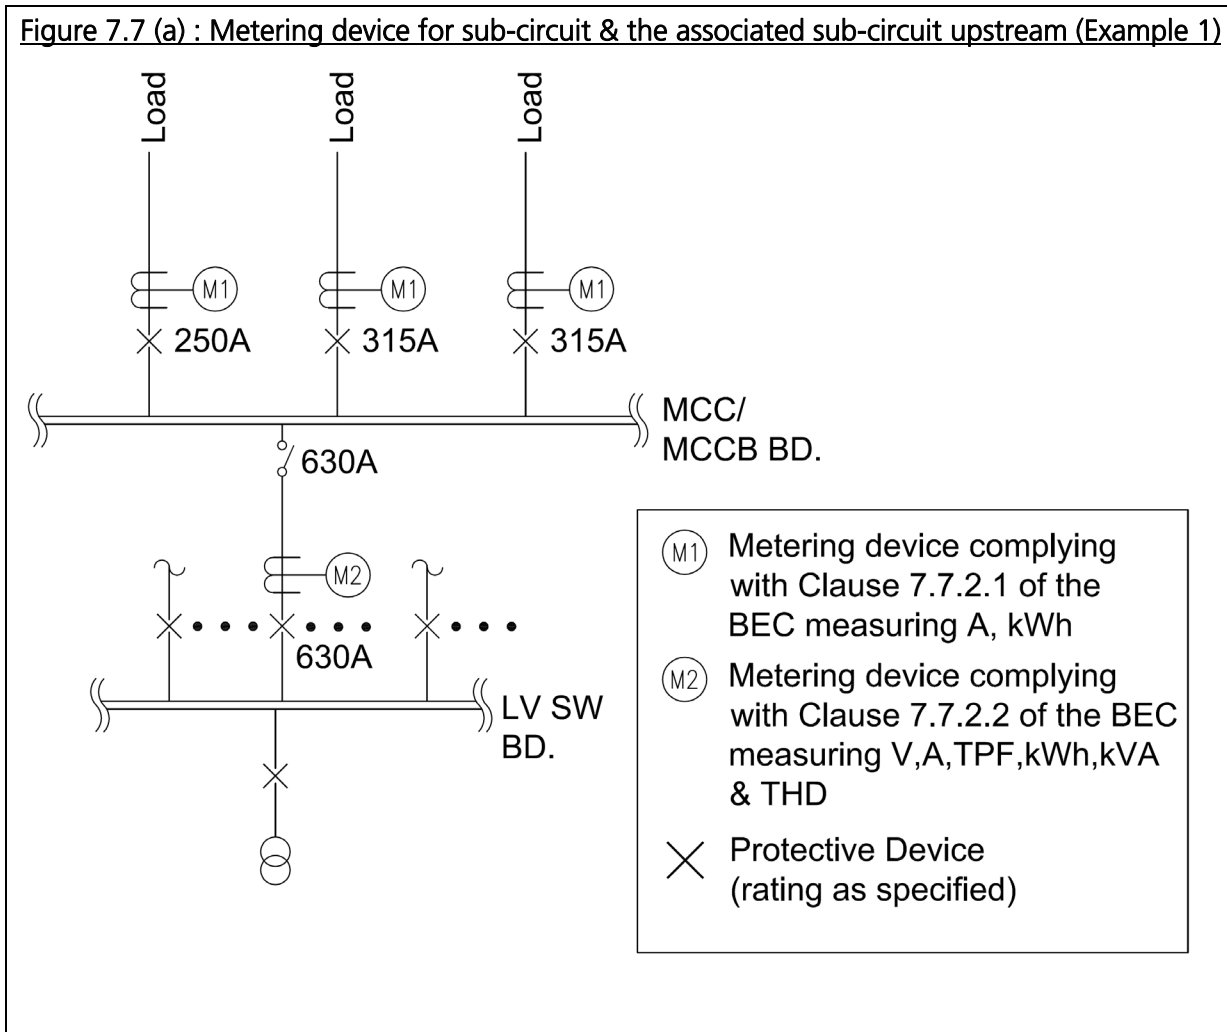 Figure 7.7 (a) : Metering device for sub-circuit & the associated sub-circuit upstream (Example 1)
Load
Load
Load
M1
M1
M1
250A
315A
315A
MCC/
MCCB BD.
630A
M2
630A
LV SW
BD.
M1 Metering device complying
with Clause 7.7.2.1 of the
BEC measuring A, kWh
M2 Metering device complying
with Clause 7.7.2.2 of the BEC
measuring V,A,TPF,kWh,kVA
& THD
Protective Device
(rating as specified)